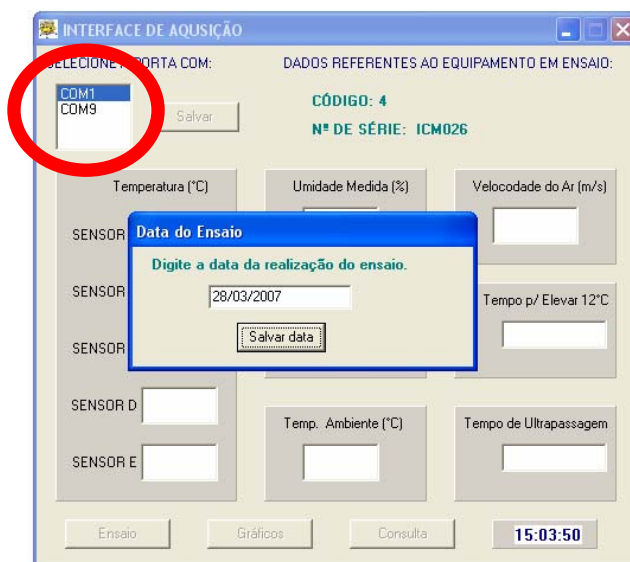 INTERFACE DE AQUSIÇÃO
SELECIONE A PORTA COM:
DADOS REFERENTES AO EQUIPAMENTO EM ENSAIO:
COM1
COM9
Salvar
CÓDIGO: 4
Nº DE SÉRIE: ICM026
Temperatura (°C)
Umidade Medida (%)
Velocodade do Ar (m/s)
SENSOR
Data do Ensaio
Digite a data da realização do ensaio.
SENSOR
28/03/2007
Tempo p/ Elevar 12°C
Salvar data
SENSOR
SENSOR D
Temp. Ambiente (°C)
Tempo de Ultrapassagem
SENSOR E
Ensaio
Gráficos
Consulta
15:03:50